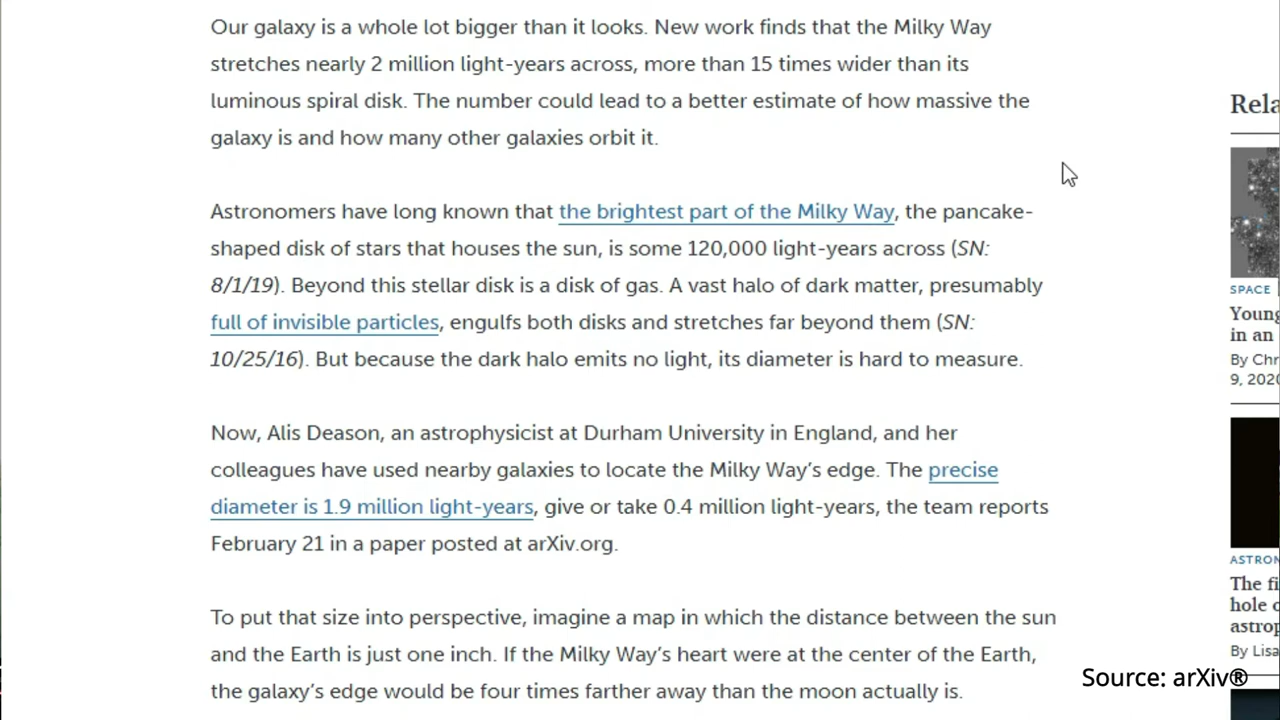 Our galaxy is a whole lot bigger than it looks. New work finds that the Milky Way
stretches nearly 2 million light-years across, more than 15 times wider than its
luminous spiral disk. The number could lead to a better estimate of how massive the
galaxy is and how many other galaxies orbit it.
Astronomers have long known that the brightest part of the Milky Way, the pancake-
shaped disk of stars that houses the sun, is some 120,000 light-years across (SN:
8/1/19). Beyond this stellar disk is a disk of gas. A vast halo of dark matter, presumably
full of invisible particles, engulfs both disks and stretches far beyond them (SN:
10/25/16). But because the dark halo emits no light, its diameter is hard to measure.
Now, Alis Deason, an astrophysicist at Durham University in England, and her
colleagues have used nearby galaxies to locate the Milky Way's edge. The precise
diameter is 1.9 million light-years, give or take 0.4 million light-years, the team reports
February 21 in a paper posted at arXiv.org.
To put that size into perspective, imagine a map in which the distance between the sun
and the Earth is just one inch. If the Milky Way's heart were at the center of the Earth,
the galaxy's edge would be four times farther away than the moon actually is.
Rela
SPACE
Young
in an
By Chr
9, 2020
ASTRON
The fi
hole c
astrop
By Lisa
Source: arXiv®